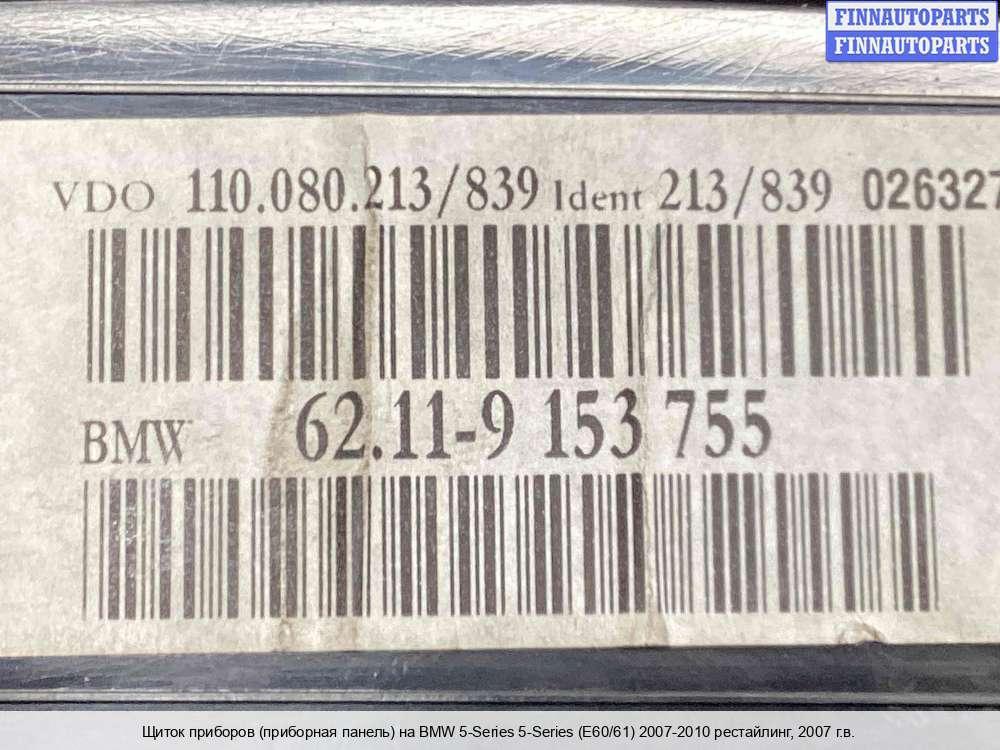 FINNAUTOPARTS
FINNAUTOPARTS
VDO 110.080.213/839 Ident 213/839 026327
BMW 62.11-9 153 755
Щиток приборов (приборная панель) на BMW 5-Series 5-Series (E60/61) 2007-2010 рестайлинг, 2007 г.в.